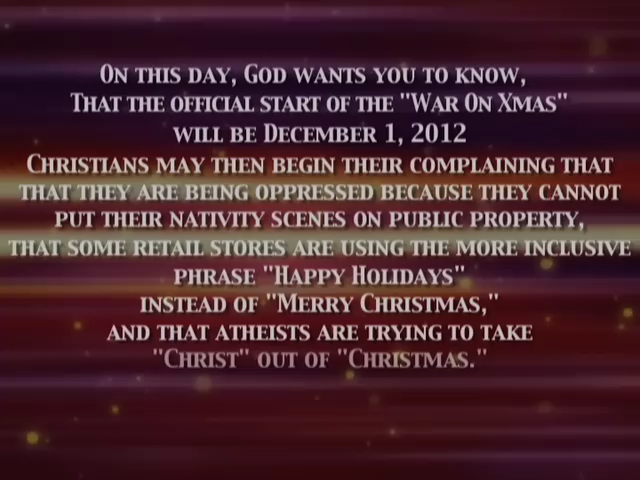 On this day, God wants you to know,
That the official start of the "War On Xmas"
will be December 1, 2012
Christians may then begin their complaining that
that they are being oppressed because they cannot
put their nativity scenes on public property,
that some retail stores are using the more inclusive
phrase "Happy Holidays"
instead of "Merry Christmas,"
and that atheists are trying to take
"Christ" out of "Christmas."